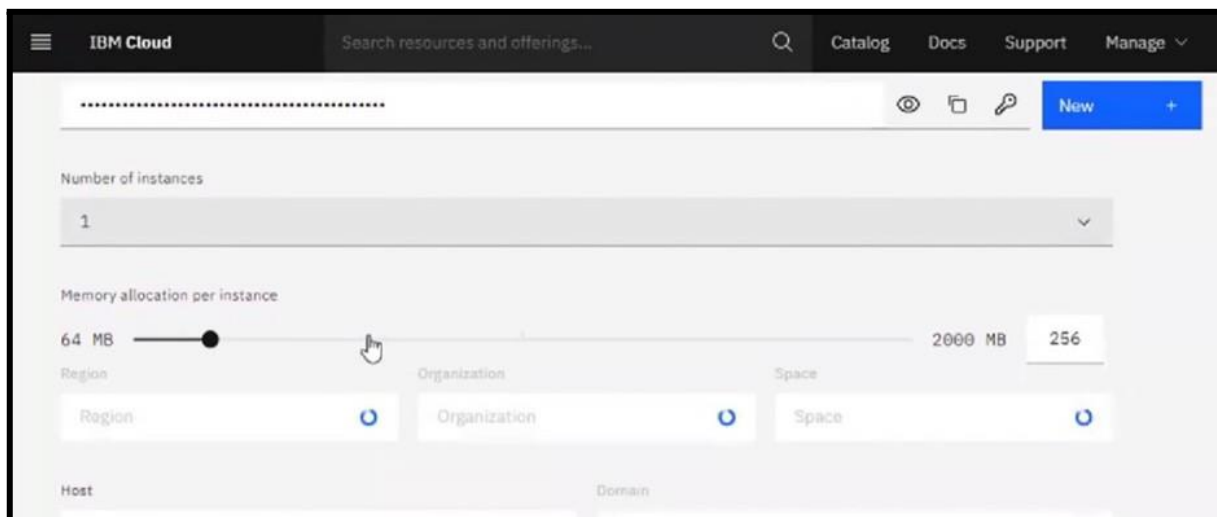 IBM Cloud Search resources and offerings... Catalog Docs Support Manage
•••••••••••••••••••••••••••••••••••••••••••• New +
Number of instances
1
Memory allocation per instance
64 MB 2000 MB 256
Region Organization Space
Region Organization Space
Host Domain